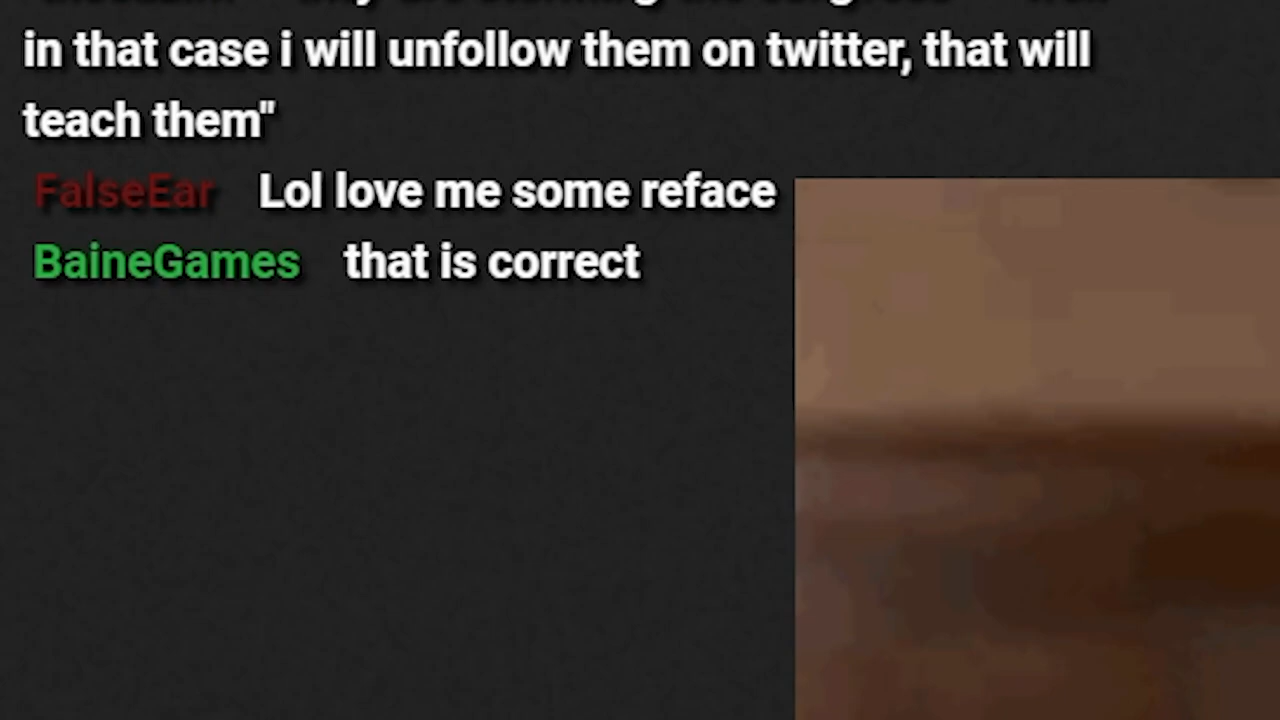 in that case i will unfollow them on twitter, that will
teach them"
FalseEar Lol love me some reface
BaineGames that is correct